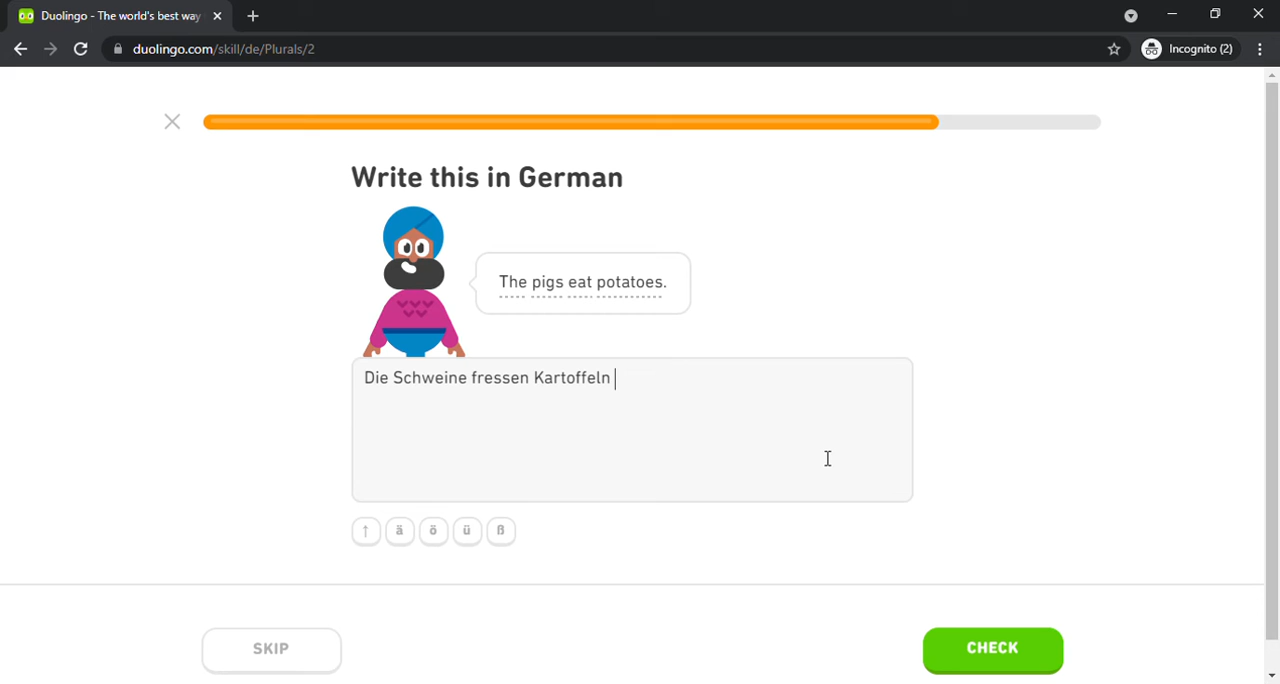 Duolingo - The world's best way
duolingo.com/skill/de/Plurals/2
Incognito (2)
Write this in German
The pigs eat potatoes.
Die Schweine fressen Kartoffeln
↑ ä ö ü ß
SKIP
CHECK